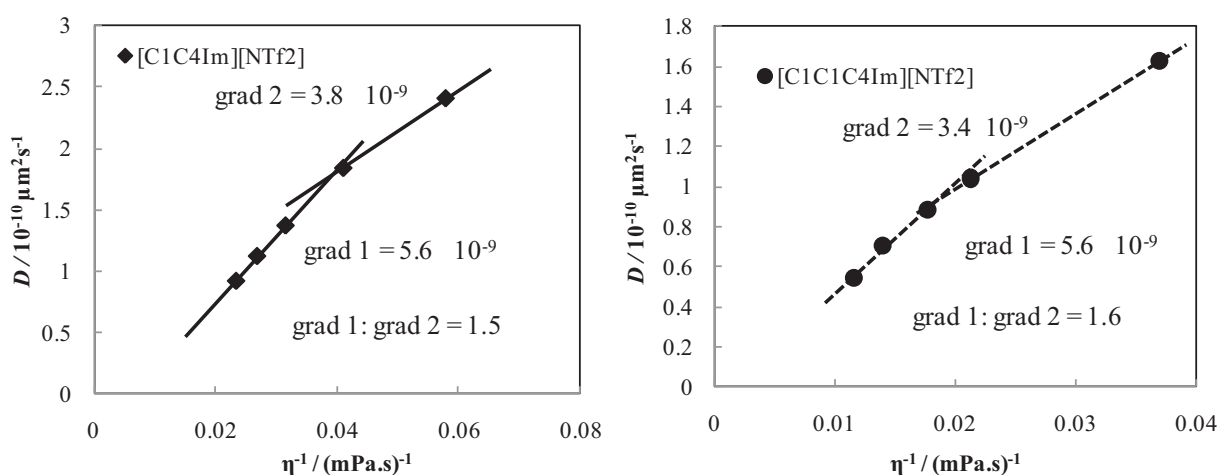 3
2.5
2
1.5
1
0.5
0
D / 10⁻¹⁰ µm²s⁻¹
[C1C4Im][NTf2]
grad 2 = 3.8 10⁻⁹
grad 1 = 5.6 10⁻⁹
grad 1: grad 2 = 1.5
0 0.02 0.04 0.06 0.08
η⁻¹ / (mPa.s)⁻¹
1.8
1.6
1.4
1.2
1
0.8
0.6
0.4
0.2
0
D / 10⁻¹⁰ µm²s⁻¹
[C1C1C4Im][NTf2]
grad 2 = 3.4 10⁻⁹
grad 1 = 5.6 10⁻⁹
grad 1: grad 2 = 1.6
0 0.01 0.02 0.03 0.04
η⁻¹ / (mPa.s)⁻¹